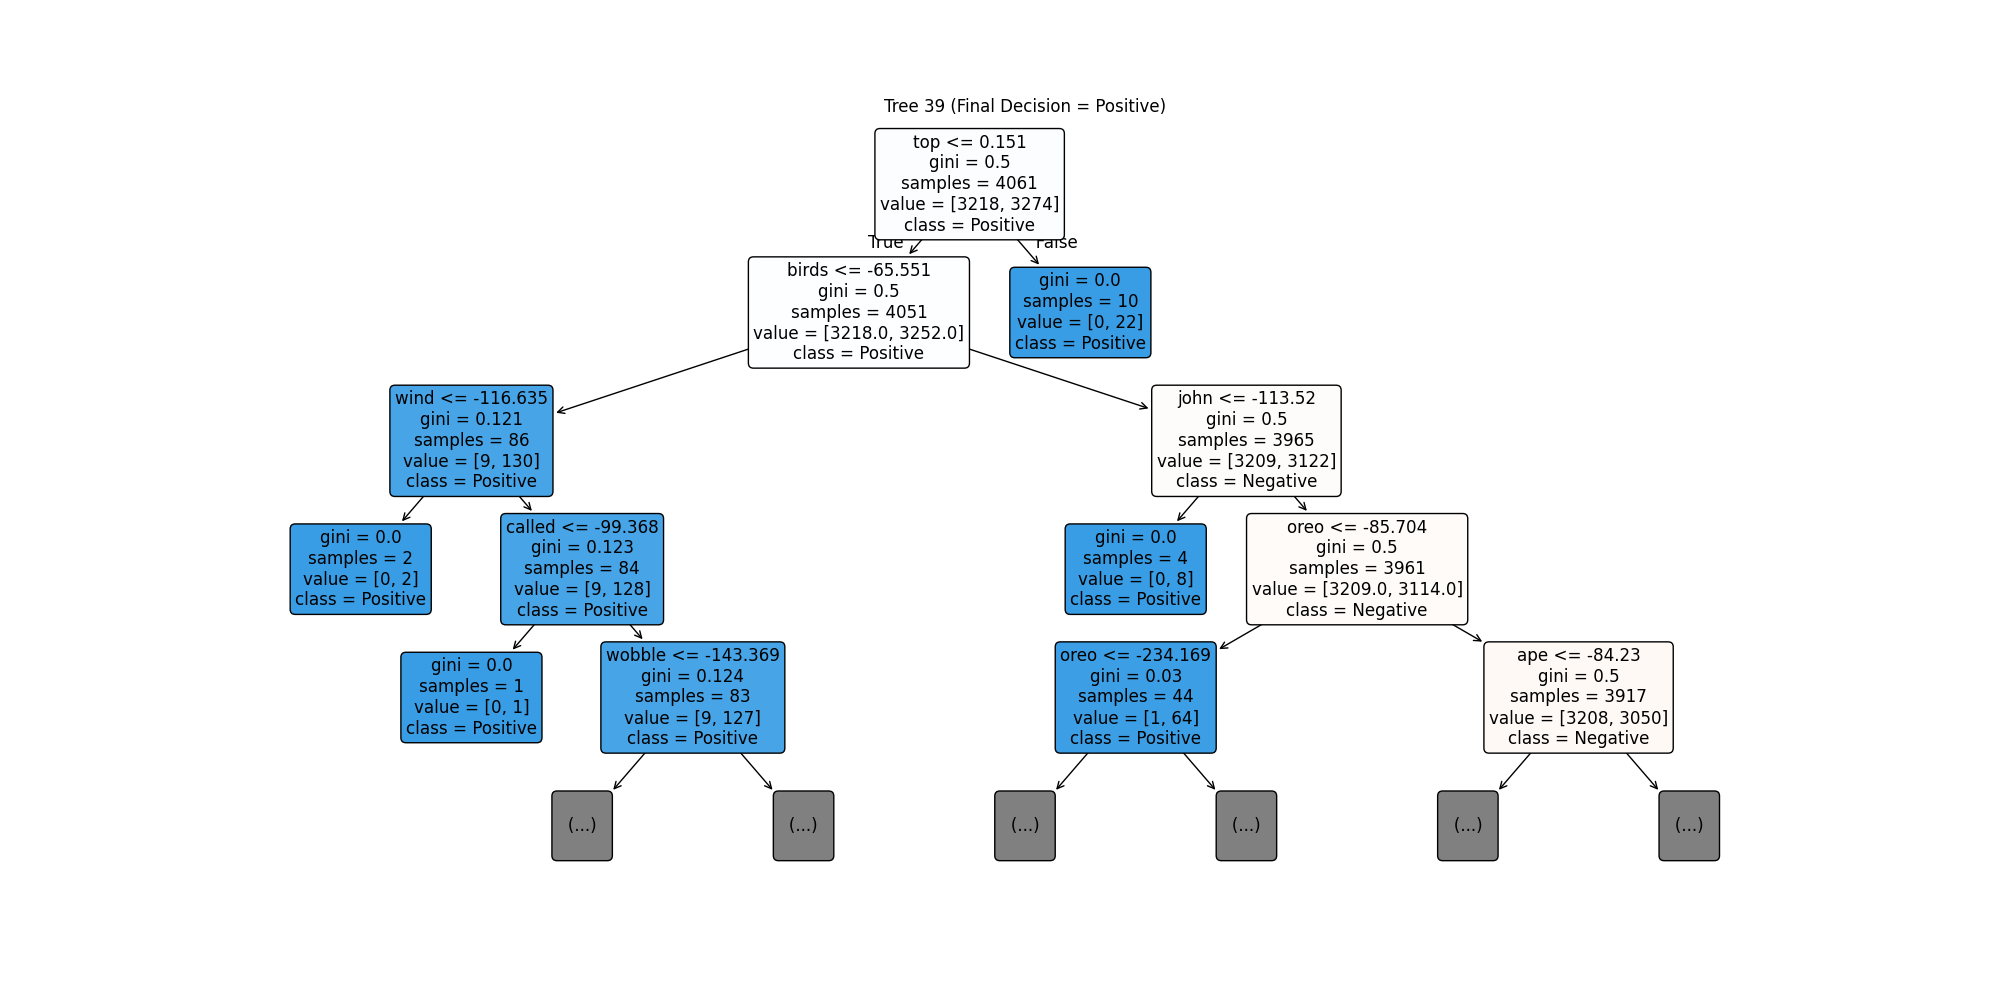 Tree 39 (Final Decision = Positive)
top <= 0.151
gini = 0.5
samples = 4061
value = [3218, 3274]
class = Positive
True
False
birds <= -65.551
gini = 0.5
samples = 4051
value = [3218.0, 3252.0]
class = Positive
gini = 0.0
samples = 10
value = [0, 22]
class = Positive
wind <= -116.635
gini = 0.121
samples = 86
value = [9, 130]
class = Positive
john <= -113.52
gini = 0.5
samples = 3965
value = [3209, 3122]
class = Negative
gini = 0.0
samples = 2
value = [0, 2]
class = Positive
called <= -99.368
gini = 0.123
samples = 84
value = [9, 128]
class = Positive
gini = 0.0
samples = 4
value = [0, 8]
class = Positive
oreo <= -85.704
gini = 0.5
samples = 3961
value = [3209.0, 3114.0]
class = Negative
gini = 0.0
samples = 1
value = [0, 1]
class = Positive
wobble <= -143.369
gini = 0.124
samples = 83
value = [9, 127]
class = Positive
oreo <= -234.169
gini = 0.03
samples = 44
value = [1, 64]
class = Positive
ape <= -84.23
gini = 0.5
samples = 3917
value = [3208, 3050]
class = Negative
(...)
(...)
(...)
(...)
(...)
(...)